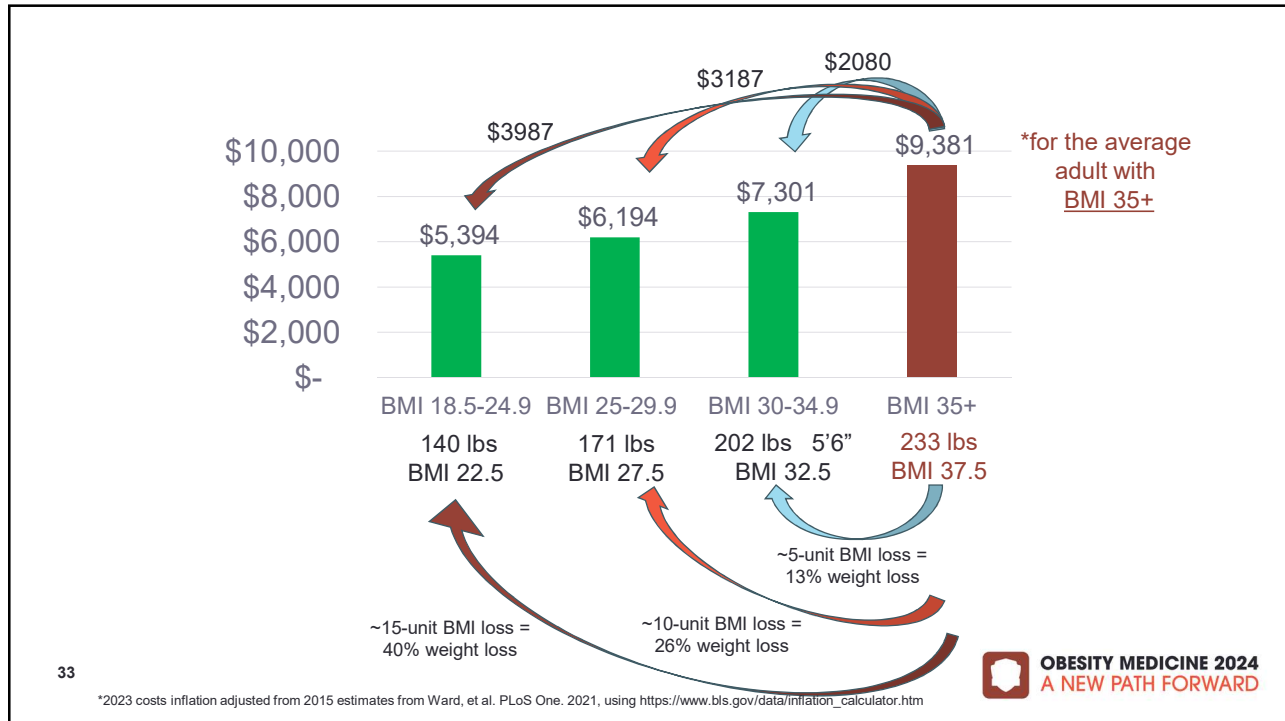 $2080
$3187
$3987
$10,000
$8,000
$6,000
$4,000
$2,000
$-
$5,394
$6,194
$7,301
$9,381
*for the average
adult with
BMI 35+
BMI 18.5-24.9 BMI 25-29.9 BMI 30-34.9 BMI 35+
140 lbs 171 lbs 202 lbs 5'6” 233 lbs
BMI 22.5 BMI 27.5 BMI 32.5 BMI 37.5
~5-unit BMI loss =
13% weight loss
~10-unit BMI loss =
26% weight loss
~15-unit BMI loss =
40% weight loss
33
*2023 costs inflation adjusted from 2015 estimates from Ward, et al. PLoS One. 2021, using https://www.bls.gov/data/inflation_calculator.htm
OBESITY MEDICINE 2024
A NEW PATH FORWARD